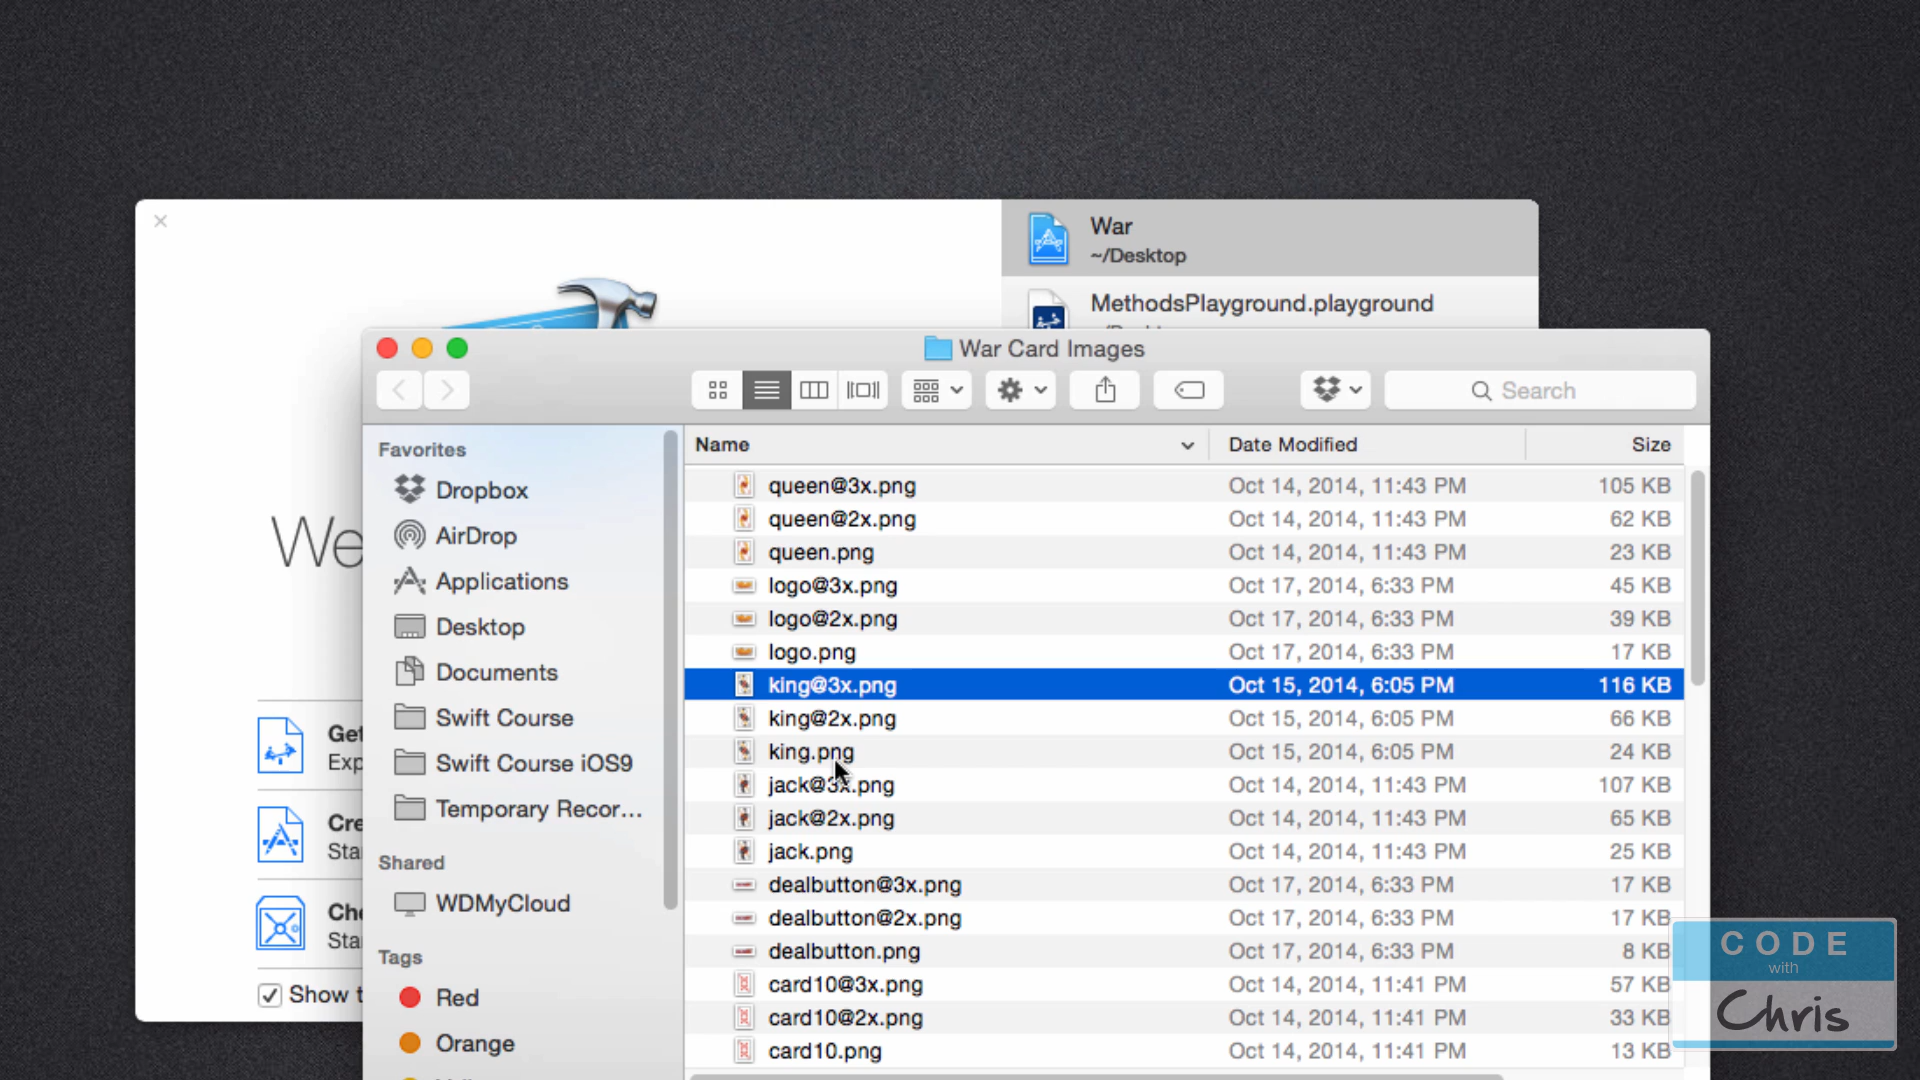 War
~/Desktop
MethodsPlayground.playground
War Card Images
Search
Favorites
Dropbox
AirDrop
Applications
Desktop
Documents
Swift Course
Swift Course iOS9
Temporary Recor...
Shared
WDMyCloud
Tags
Red
Orange
Name Date Modified Size
queen@3x.png Oct 14, 2014, 11:43 PM 105 KB
queen@2x.png Oct 14, 2014, 11:43 PM 62 KB
queen.png Oct 14, 2014, 11:43 PM 23 KB
logo@3x.png Oct 17, 2014, 6:33 PM 45 KB
logo@2x.png Oct 17, 2014, 6:33 PM 39 KB
logo.png Oct 17, 2014, 6:33 PM 17 KB
king@3x.png Oct 15, 2014, 6:05 PM 116 KB
king@2x.png Oct 15, 2014, 6:05 PM 66 KB
king.png Oct 15, 2014, 6:05 PM 24 KB
jack@3x.png Oct 14, 2014, 11:43 PM 107 KB
jack@2x.png Oct 14, 2014, 11:43 PM 65 KB
jack.png Oct 14, 2014, 11:43 PM 25 KB
dealbutton@3x.png Oct 17, 2014, 6:33 PM 17 KB
dealbutton@2x.png Oct 17, 2014, 6:33 PM 17 KB
dealbutton.png Oct 17, 2014, 6:33 PM 8 KB
card10@3x.png Oct 14, 2014, 11:41 PM 57 KB
card10@2x.png Oct 14, 2014, 11:41 PM 33 KB
card10.png Oct 14, 2014, 11:41 PM 13 KB
We
Get
Exp
Cre
Sta
Che
Sta
Show t
CODE
with
Chris